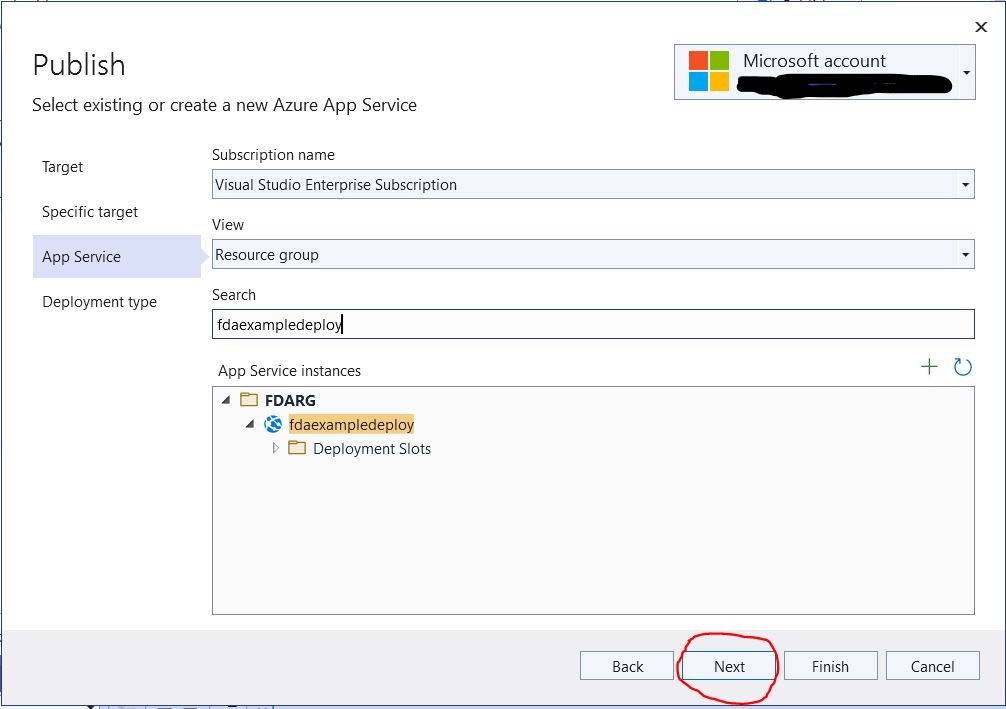 Publish
Microsoft account
Select existing or create a new Azure App Service
Target
Specific target
App Service
Deployment type
Subscription name
Visual Studio Enterprise Subscription
View
Resource group
Search
fdaexampledeploy
App Service instances
FDARG
fdaexampledeploy
Deployment Slots
Back
Next
Finish
Cancel